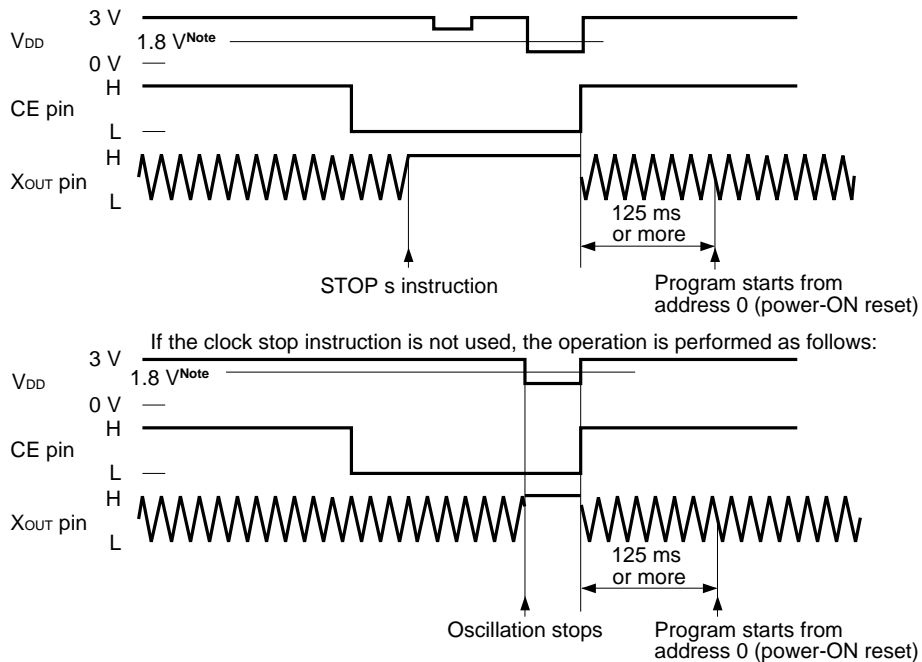 3 V
VDD
1.8 VNote
0 V
H
CE pin
L
H
XOUT pin
L
125 ms
or more
STOP s instruction
Program starts from
address 0 (power-ON reset)
If the clock stop instruction is not used, the operation is performed as follows:
3 V
VDD
1.8 VNote
0 V
H
CE pin
L
H
XOUT pin
L
125 ms
or more
Oscillation stops
Program starts from
address 0 (power-ON reset)